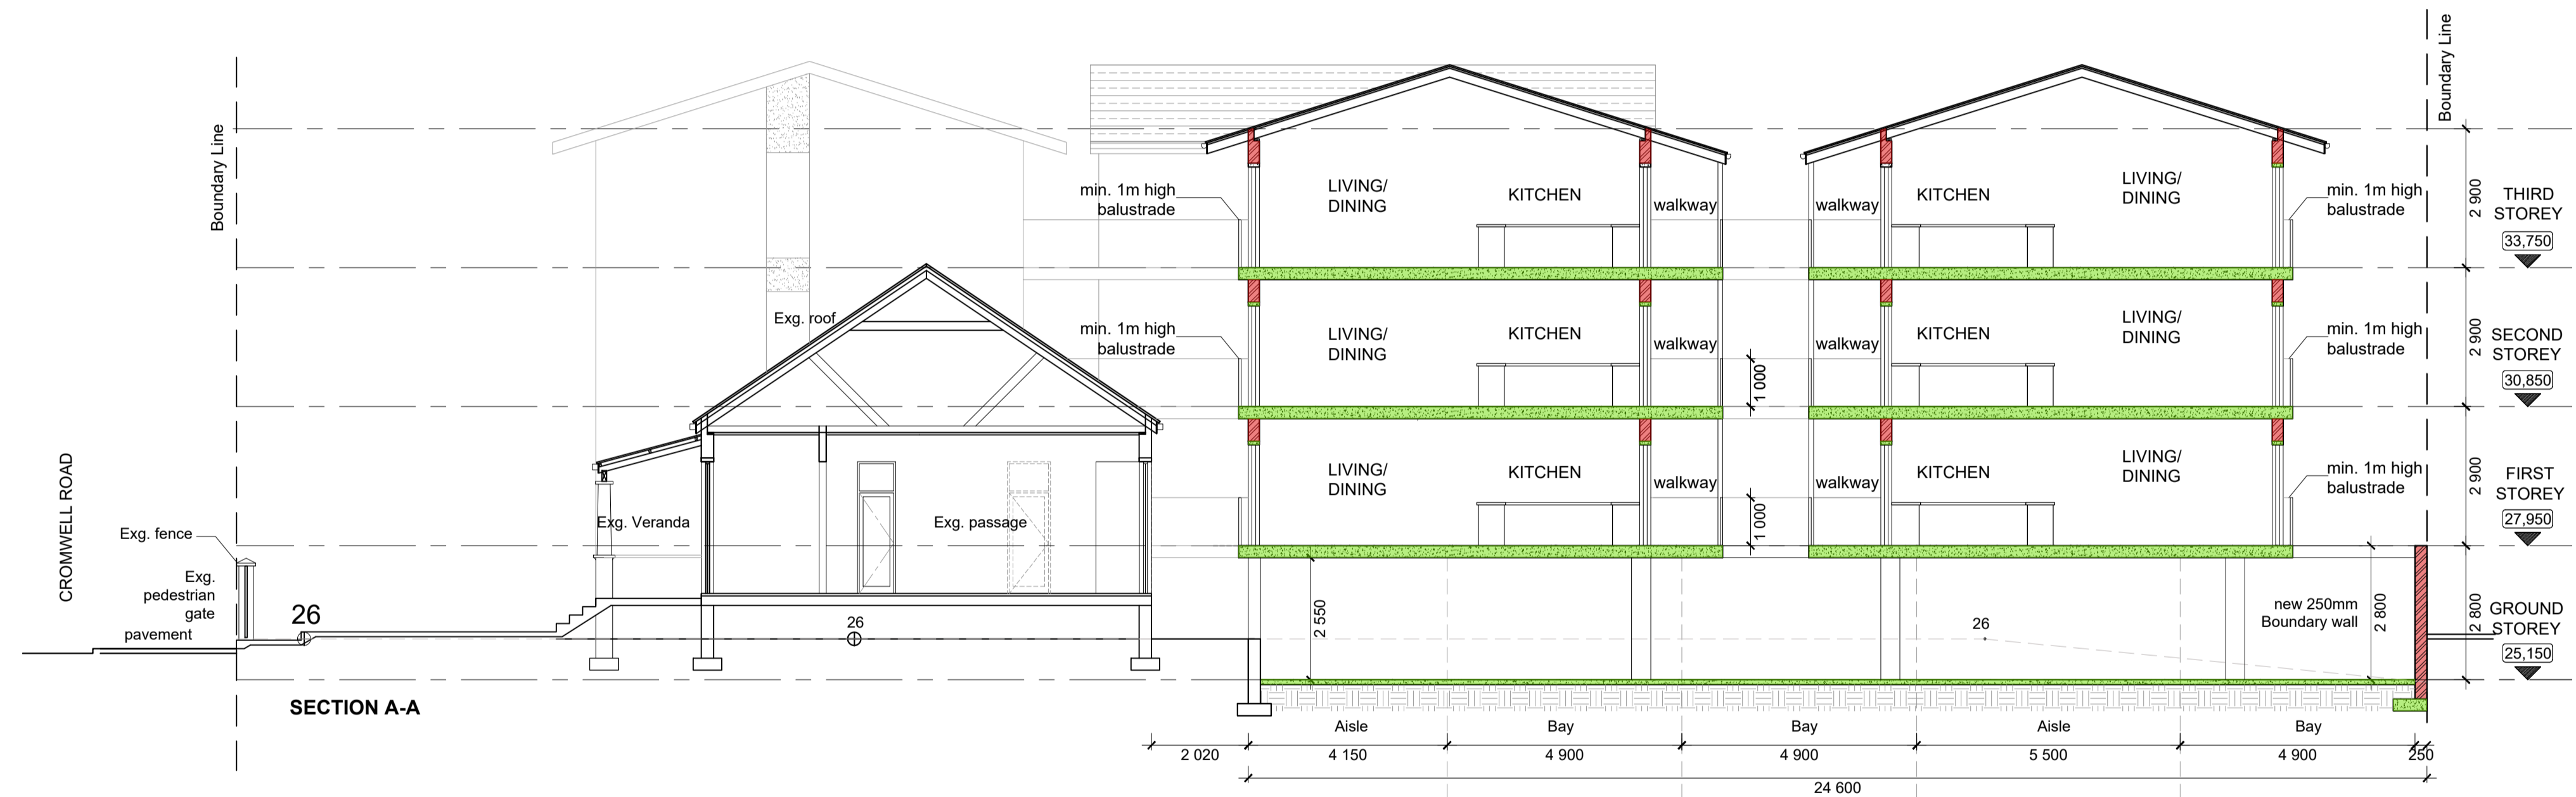 Boundary Line
Boundary Line
CROMWELL ROAD
Exg. fence
Exg.
pedestrian
gate
pavement
26
Exg. roof
Exg. Veranda
Exg. passage
26
SECTION A-A
min. 1m high
balustrade
LIVING/
DINING
KITCHEN
walkway
walkway
KITCHEN
LIVING/
DINING
min. 1m high
balustrade
2 900
THIRD
STOREY
33,750
min. 1m high
balustrade
LIVING/
DINING
KITCHEN
walkway
1 000
walkway
KITCHEN
LIVING/
DINING
min. 1m high
balustrade
2 900
SECOND
STOREY
30,850
LIVING/
DINING
KITCHEN
walkway
1 000
walkway
KITCHEN
LIVING/
DINING
min. 1m high
balustrade
2 900
FIRST
STOREY
27,950
2 550
26
new 250mm
Boundary wall
2 800
2 800
GROUND
STOREY
25,150
Aisle
Bay
Bay
Aisle
Bay
2 020
4 150
4 900
4 900
5 500
4 900
250
24 600